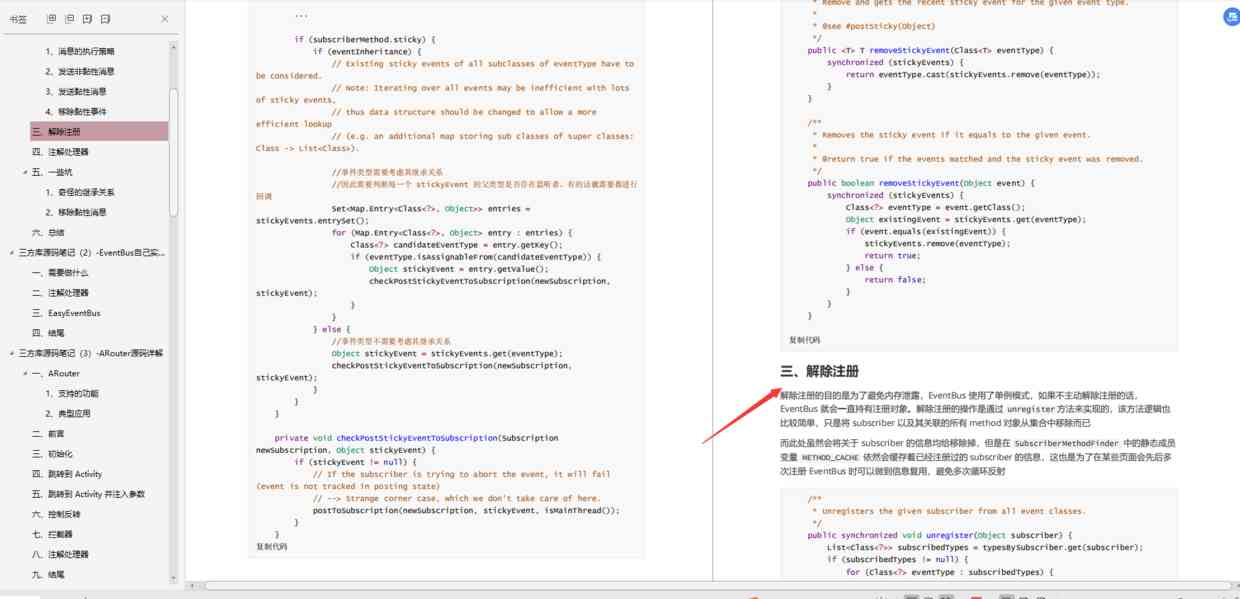 书签
1、消息的执行策略
2、发送非黏性消息
3、发送黏性消息
4、移除黏性事件
三、解除注册
四、注解处理器
五、一些坑
1、奇怪的继承关系
2、移除黏性消息
六、总结
三方库源码笔记（2）-EventBus自己实...
一、需要做什么
二、注解处理器
三、EasyEventBus
四、结尾
三方库源码笔记（3）-ARouter源码详解
一、ARouter
1、支持的功能
2、典型应用
二、前言
三、初始化
四、跳转到 Activity
五、跳转到 Activity 并注入参数
六、控制反转
七、拦截器
八、注解处理器
九、结尾
...
if (subscriberMethod.sticky) {
if (eventInheritance) {
// Existing sticky events of all subclasses of eventType have to
be considered.
// Note: Iterating over all events may be inefficient with lots
of sticky events,
// thus data structure should be changed to allow a more
efficient lookup
// (e.g. an additional map storing sub classes of super classes:
Class -> List<Class>).
//事件类型需要考虑其继承关系
//因此需要判断每一个 stickyEvent 的父类型是否存在监听者，有的话就需要都进行
回调
Set<Map.Entry<Class<?>, Object>> entries =
stickyEvents.entrySet();
for (Map.Entry<Class<?>, Object> entry : entries) {
Class<?> candidateEventType = entry.getKey();
if (eventType.isAssignableFrom(candidateEventType)) {
Object stickyEvent = entry.getValue();
checkPostStickyEventToSubscription(newSubscription,
stickyEvent);
}
}
} else {
//事件类型不需要考虑其继承关系
Object stickyEvent = stickyEvents.get(eventType);
checkPostStickyEventToSubscription(newSubscription,
stickyEvent);
}
}
}
private void checkPostStickyEventToSubscription(Subscription
newSubscription, Object stickyEvent) {
if (stickyEvent != null) {
// If the subscriber is trying to abort the event, it will fail
(event is not tracked in posting state)
// --> Strange corner case, which we don't take care of here.
postToSubscription(newSubscription, stickyEvent, isMainThread());
}
}
复制代码
* Remove and gets the recent sticky event for the given event type.
*
* @see #postSticky(Object)
*/
public <T> T removeStickyEvent(Class<T> eventType) {
synchronized (stickyEvents) {
return eventType.cast(stickyEvents.remove(eventType));
}
}
/**
* Removes the sticky event if it equals to the given event.
*
* @return true if the events matched and the sticky event was removed.
*/
public boolean removeStickyEvent(Object event) {
synchronized (stickyEvents) {
Class<?> eventType = event.getClass();
Object existingEvent = stickyEvents.get(eventType);
if (event.equals(existingEvent)) {
stickyEvents.remove(eventType);
return true;
} else {
return false;
}
}
}
复制代码
三、解除注册
解除注册的目的是为了避免内存泄露，EventBus 使用了单例模式，如果不主动解除注册的话，
EventBus 就会一直持有注册对象。解除注册的操作是通过 unregister 方法来实现的，该方法逻辑也
比较简单，只是将 subscriber 以及其关联的所有 method 对象从集合中移除而已
而此处虽然会将关于 subscriber 的信息均给移除掉，但是在 SubscriberMethodFinder 中的静态成员
变量 METHOD_CACHE 依然会缓存着已经注册过的 subscriber 的信息，这也是为了在某些页面会先后多
次注册 EventBus 时可以做到信息复用，避免多次循环反射
/**
* Unregisters the given subscriber from all event classes.
*/
public synchronized void unregister(Object subscriber) {
List<Class<?>> subscribedTypes = typesBySubscriber.get(subscriber);
if (subscribedTypes != null) {
for (Class<?> eventType : subscribedTypes) {